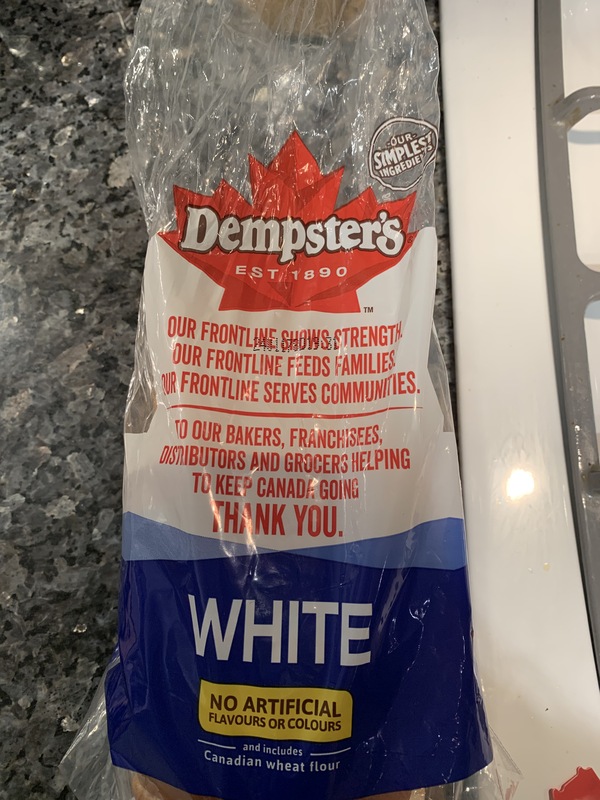 OUR
SIMPLEST
INGREDIENTS
Dempster's
EST. 1890
TM
OUR FRONTLINE SHOWS STRENGTH.
OUR FRONTLINE FEEDS FAMILIES.
OUR FRONTLINE SERVES COMMUNITIES.
TO OUR BAKERS, FRANCHISEES,
DISTRIBUTORS AND GROCERS HELPING
TO KEEP CANADA GOING
THANK YOU.
WHITE
NO ARTIFICIAL
FLAVOURS OR COLOURS
and includes
Canadian wheat flour